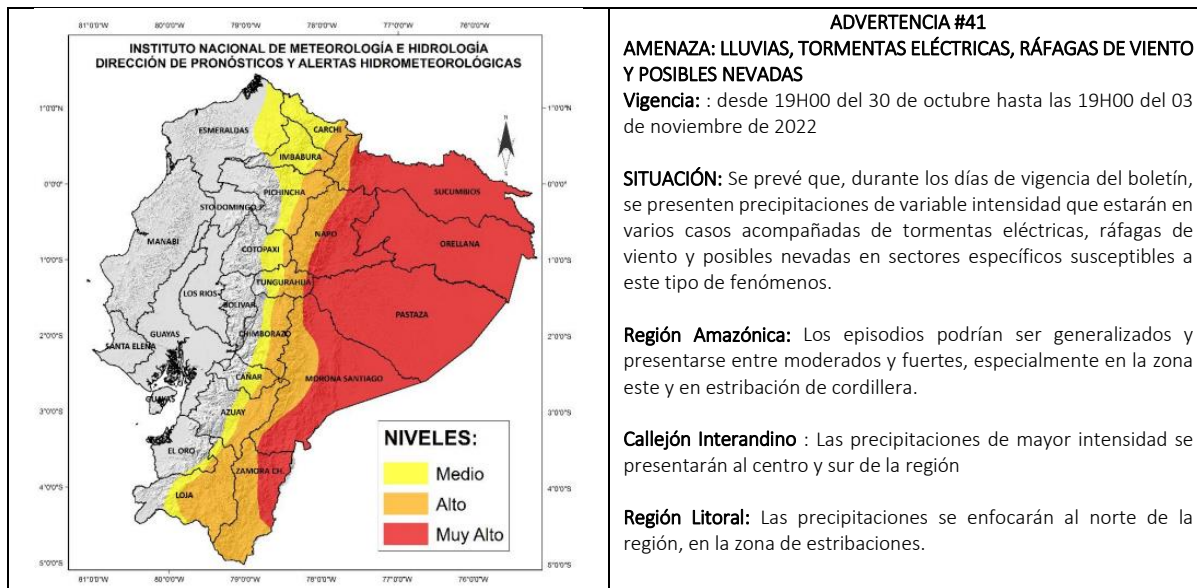 81°0'0"O 80°0'0"O 79°0'0"O 78°0'0"O 77°0'0"O 76°0'0"O
INSTITUTO NACIONAL DE METEOROLOGÍA E HIDROLOGÍA
DIRECCIÓN DE PRONÓSTICOS Y ALERTAS HIDROMETEOROLÓGICAS
1°0'0"N
1°0'0"N
ESMERALDAS
CARCHI
N
IMBABURA
0°0'0"S
0°0'0"S
PICHINCHA
SUCUMBIOS
STO DOMINGO
NAPO
MANABI
COTOPAXI
ORELLANA
1°0'0"S
1°0'0"S
TUNGURAHUA
LOS RIOS
BOLIVAR
PASTAZA
2°0'0"S
2°0'0"S
GUAYAS
CHIMBORAZO
SANTA ELENA
CAÑAR
MORONA SANTIAGO
GUAYAS
3°0'0"S
3°0'0"S
AZUAY
EL ORO
ZAMORA CH.
4°0'0"S
4°0'0"S
LOJA
NIVELES:
Medio
Alto
Muy Alto
5°0'0"S
5°0'0"S
81°0'0"O 80°0'0"O 79°0'0"O 78°0'0"O 77°0'0"O 76°0'0"O
ADVERTENCIA #41
AMENAZA: LLUVIAS, TORMENTAS ELÉCTRICAS, RÁFAGAS DE VIENTO
Y POSIBLES NEVADAS
Vigencia: : desde 19H00 del 30 de octubre hasta las 19H00 del 03
de noviembre de 2022
SITUACIÓN: Se prevé que, durante los días de vigencia del boletín,
se presenten precipitaciones de variable intensidad que estarán en
varios casos acompañadas de tormentas eléctricas, ráfagas de
viento y posibles nevadas en sectores específicos susceptibles a
este tipo de fenómenos.
Región Amazónica: Los episodios podrían ser generalizados y
presentarse entre moderados y fuertes, especialmente en la zona
este y en estribación de cordillera.
Callejón Interandino : Las precipitaciones de mayor intensidad se
presentarán al centro y sur de la región
Región Litoral: Las precipitaciones se enfocarán al norte de la
región, en la zona de estribaciones.